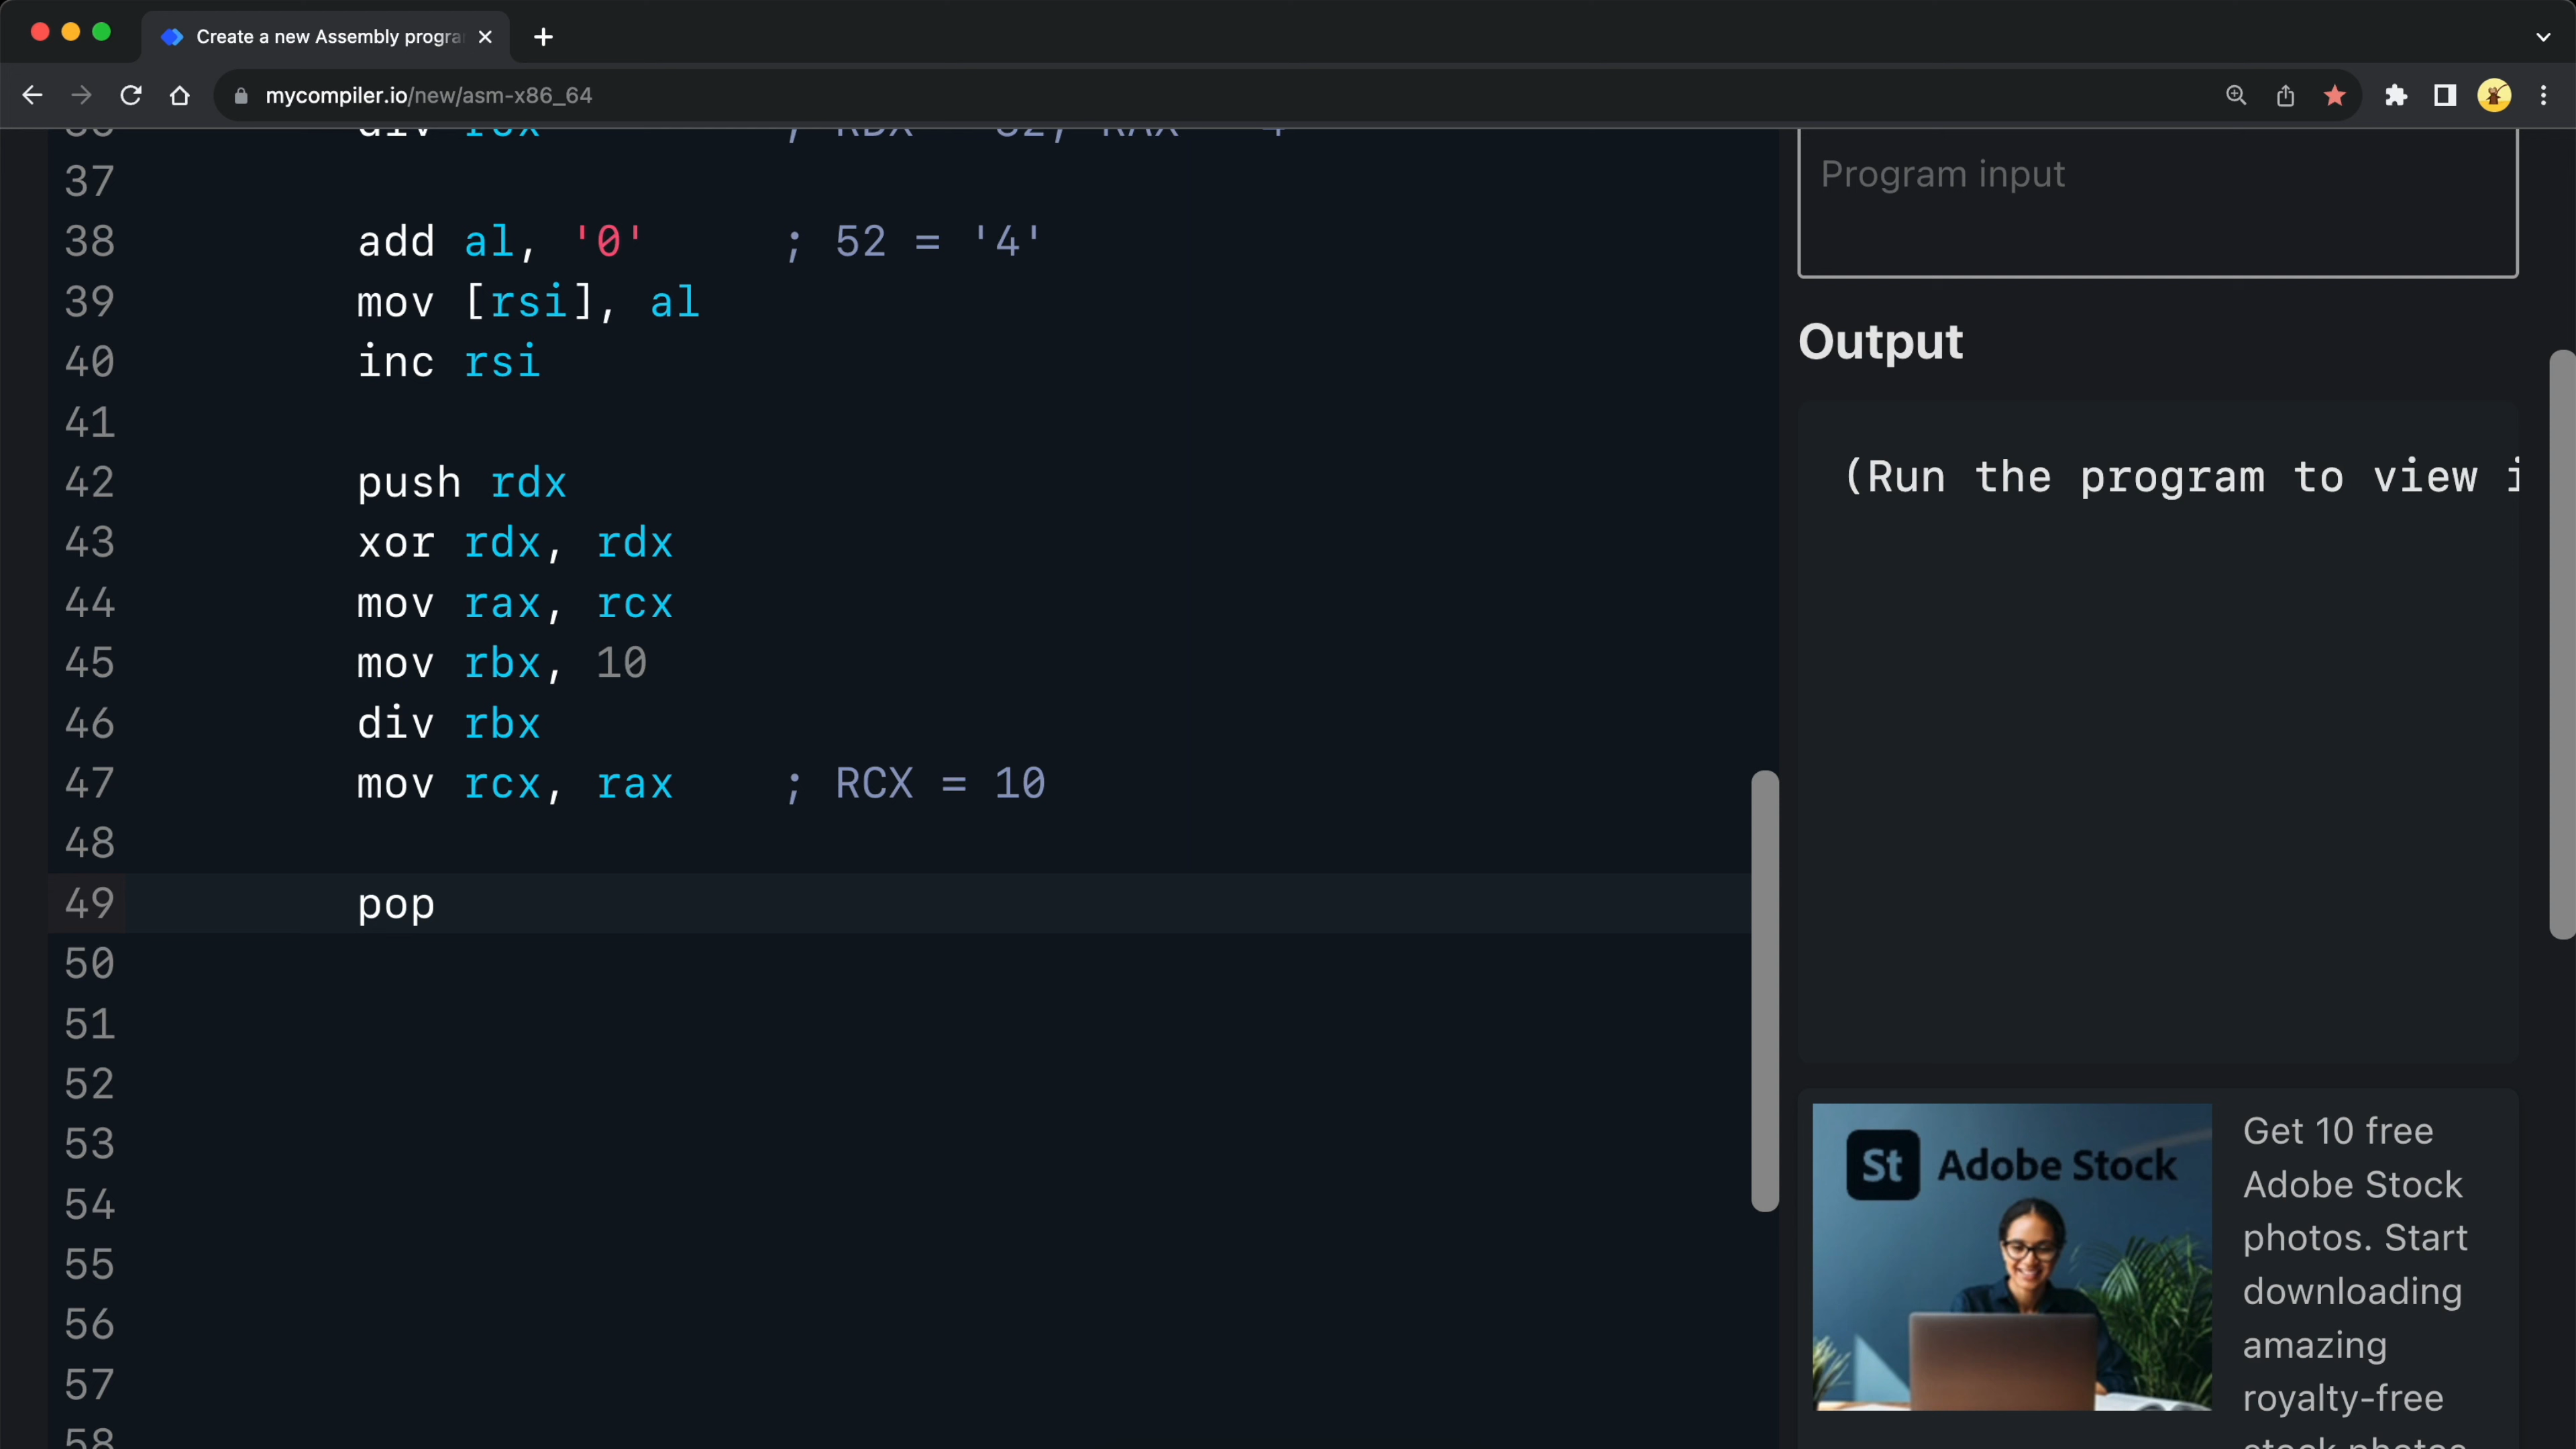 Create a new Assembly progra
mycompiler.io/new/asm-x86_64
37
38 add al, '0' ; 52 = '4'
39 mov [rsi], al
40 inc rsi
41
42 push rdx
43 xor rdx, rdx
44 mov rax, rcx
45 mov rbx, 10
46 div rbx
47 mov rcx, rax ; RCX = 10
48
49 pop
50
51
52
53
54
55
56
57
58
Program input
Output
(Run the program to view i
St Adobe Stock
Get 10 free
Adobe Stock
photos. Start
downloading
amazing
royalty-free
stock photos